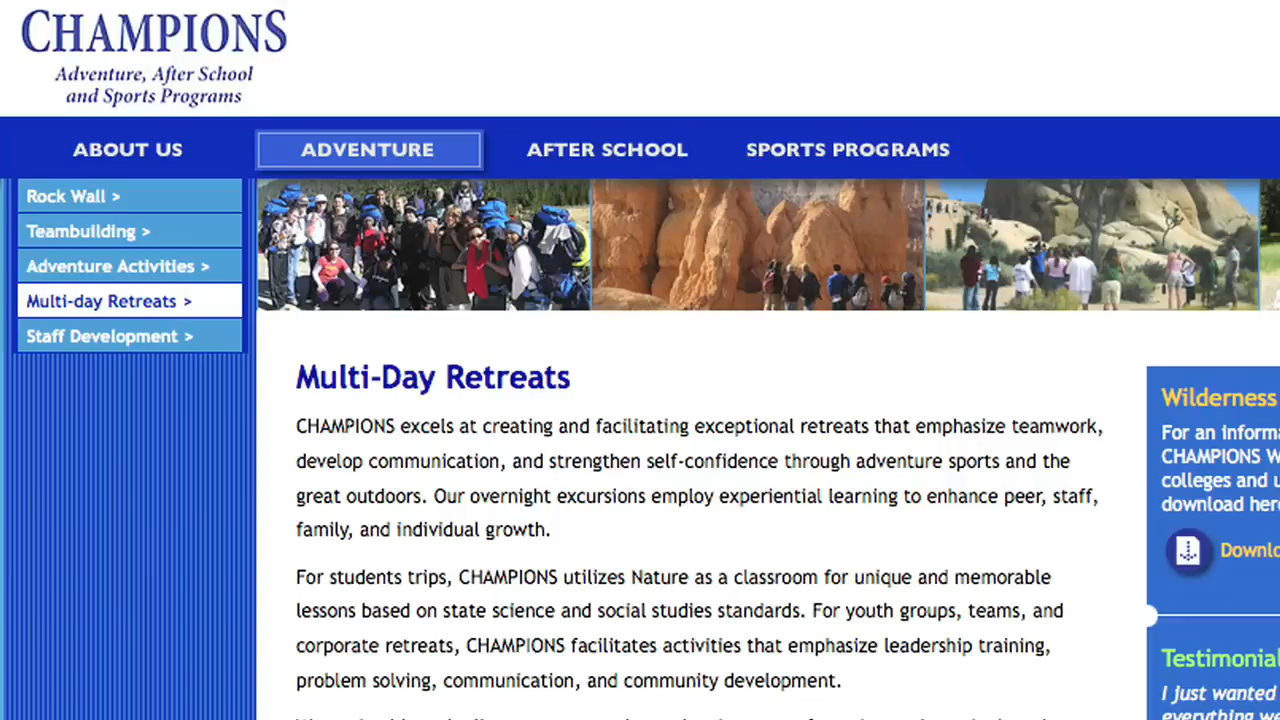 CHAMPIONS
Adventure, After School
and Sports Programs
ABOUT US
ADVENTURE
AFTER SCHOOL
SPORTS PROGRAMS
Rock Wall >
Teambuilding >
Adventure Activities >
Multi-day Retreats >
Staff Development >
Multi-Day Retreats
CHAMPIONS excels at creating and facilitating exceptional retreats that emphasize teamwork,
develop communication, and strengthen self-confidence through adventure sports and the
great outdoors. Our overnight excursions employ experiential learning to enhance peer, staff,
family, and individual growth.
For students trips, CHAMPIONS utilizes Nature as a classroom for unique and memorable
lessons based on state science and social studies standards. For youth groups, teams, and
corporate retreats, CHAMPIONS facilitates activities that emphasize leadership training,
problem solving, communication, and community development.
Wilderness
For an informa
CHAMPIONS W
colleges and u
download here
Downlo
Testimonial
I just wanted
everything we